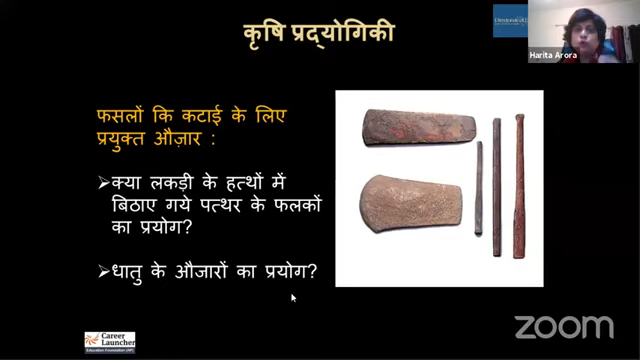 कृषि प्रद्योगिकी
Harita Arora
फसलों कि कटाई के लिए
प्रयुक्त औज़ार :
➢क्या लकड़ी के हत्थों में
बिठाए गये पत्थर के फलकों
का प्रयोग?
➢धातु के औजारों का प्रयोग?
Career
Launcher
Education Foundation (AP)
zoom